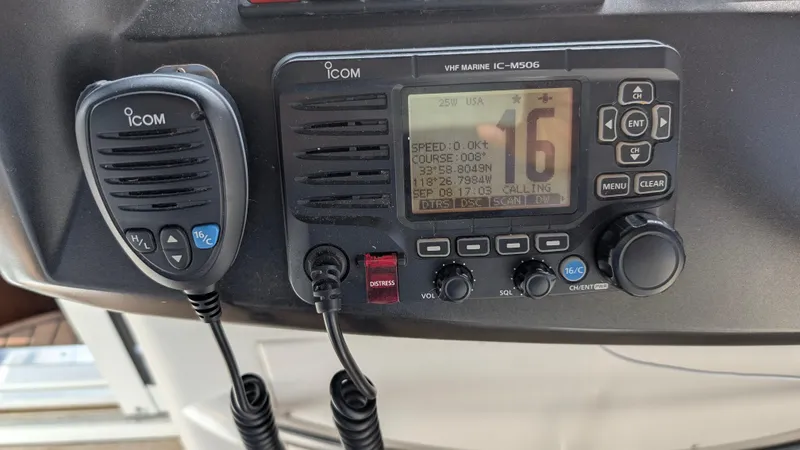 ICOM
H/L
16/C
ICOM
VHF MARINE IC-M506
25W USA
16
SPEED:0.0Kt
COURSE:008°
33°58.8049N
118°26.7984W
SEP 08 17:03 CALLING
DTRS DSC SCAN DW
CH
ENT
CH
MENU CLEAR
DISTRESS
VOL
SQL
16/C
CH/ENT PWR